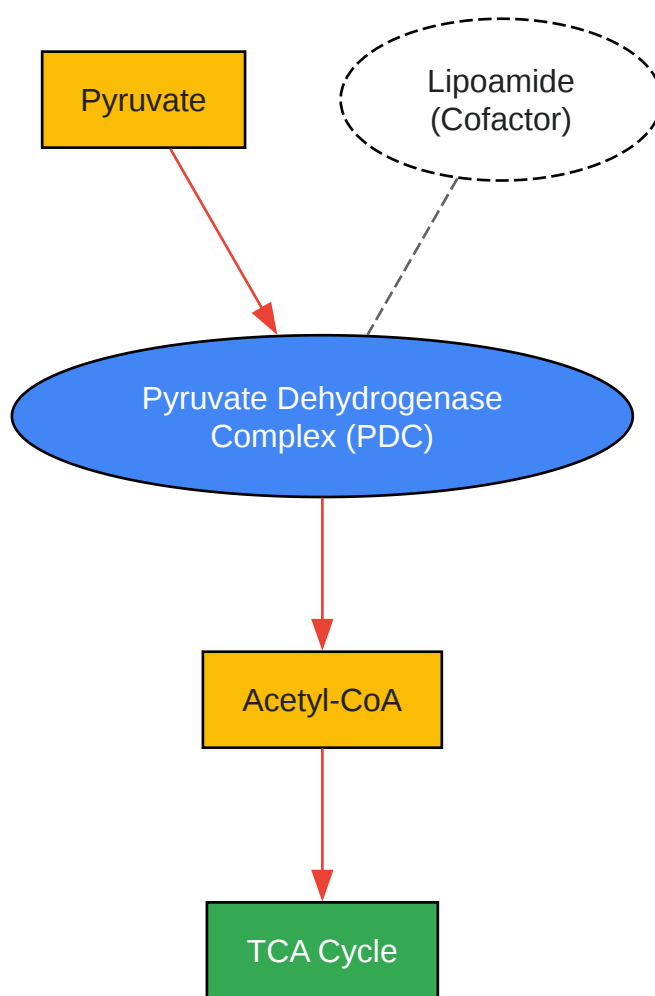 Pyruvate
Lipoamide
(Cofactor)
Pyruvate Dehydrogenase
Complex (PDC)
Acetyl-CoA
TCA Cycle